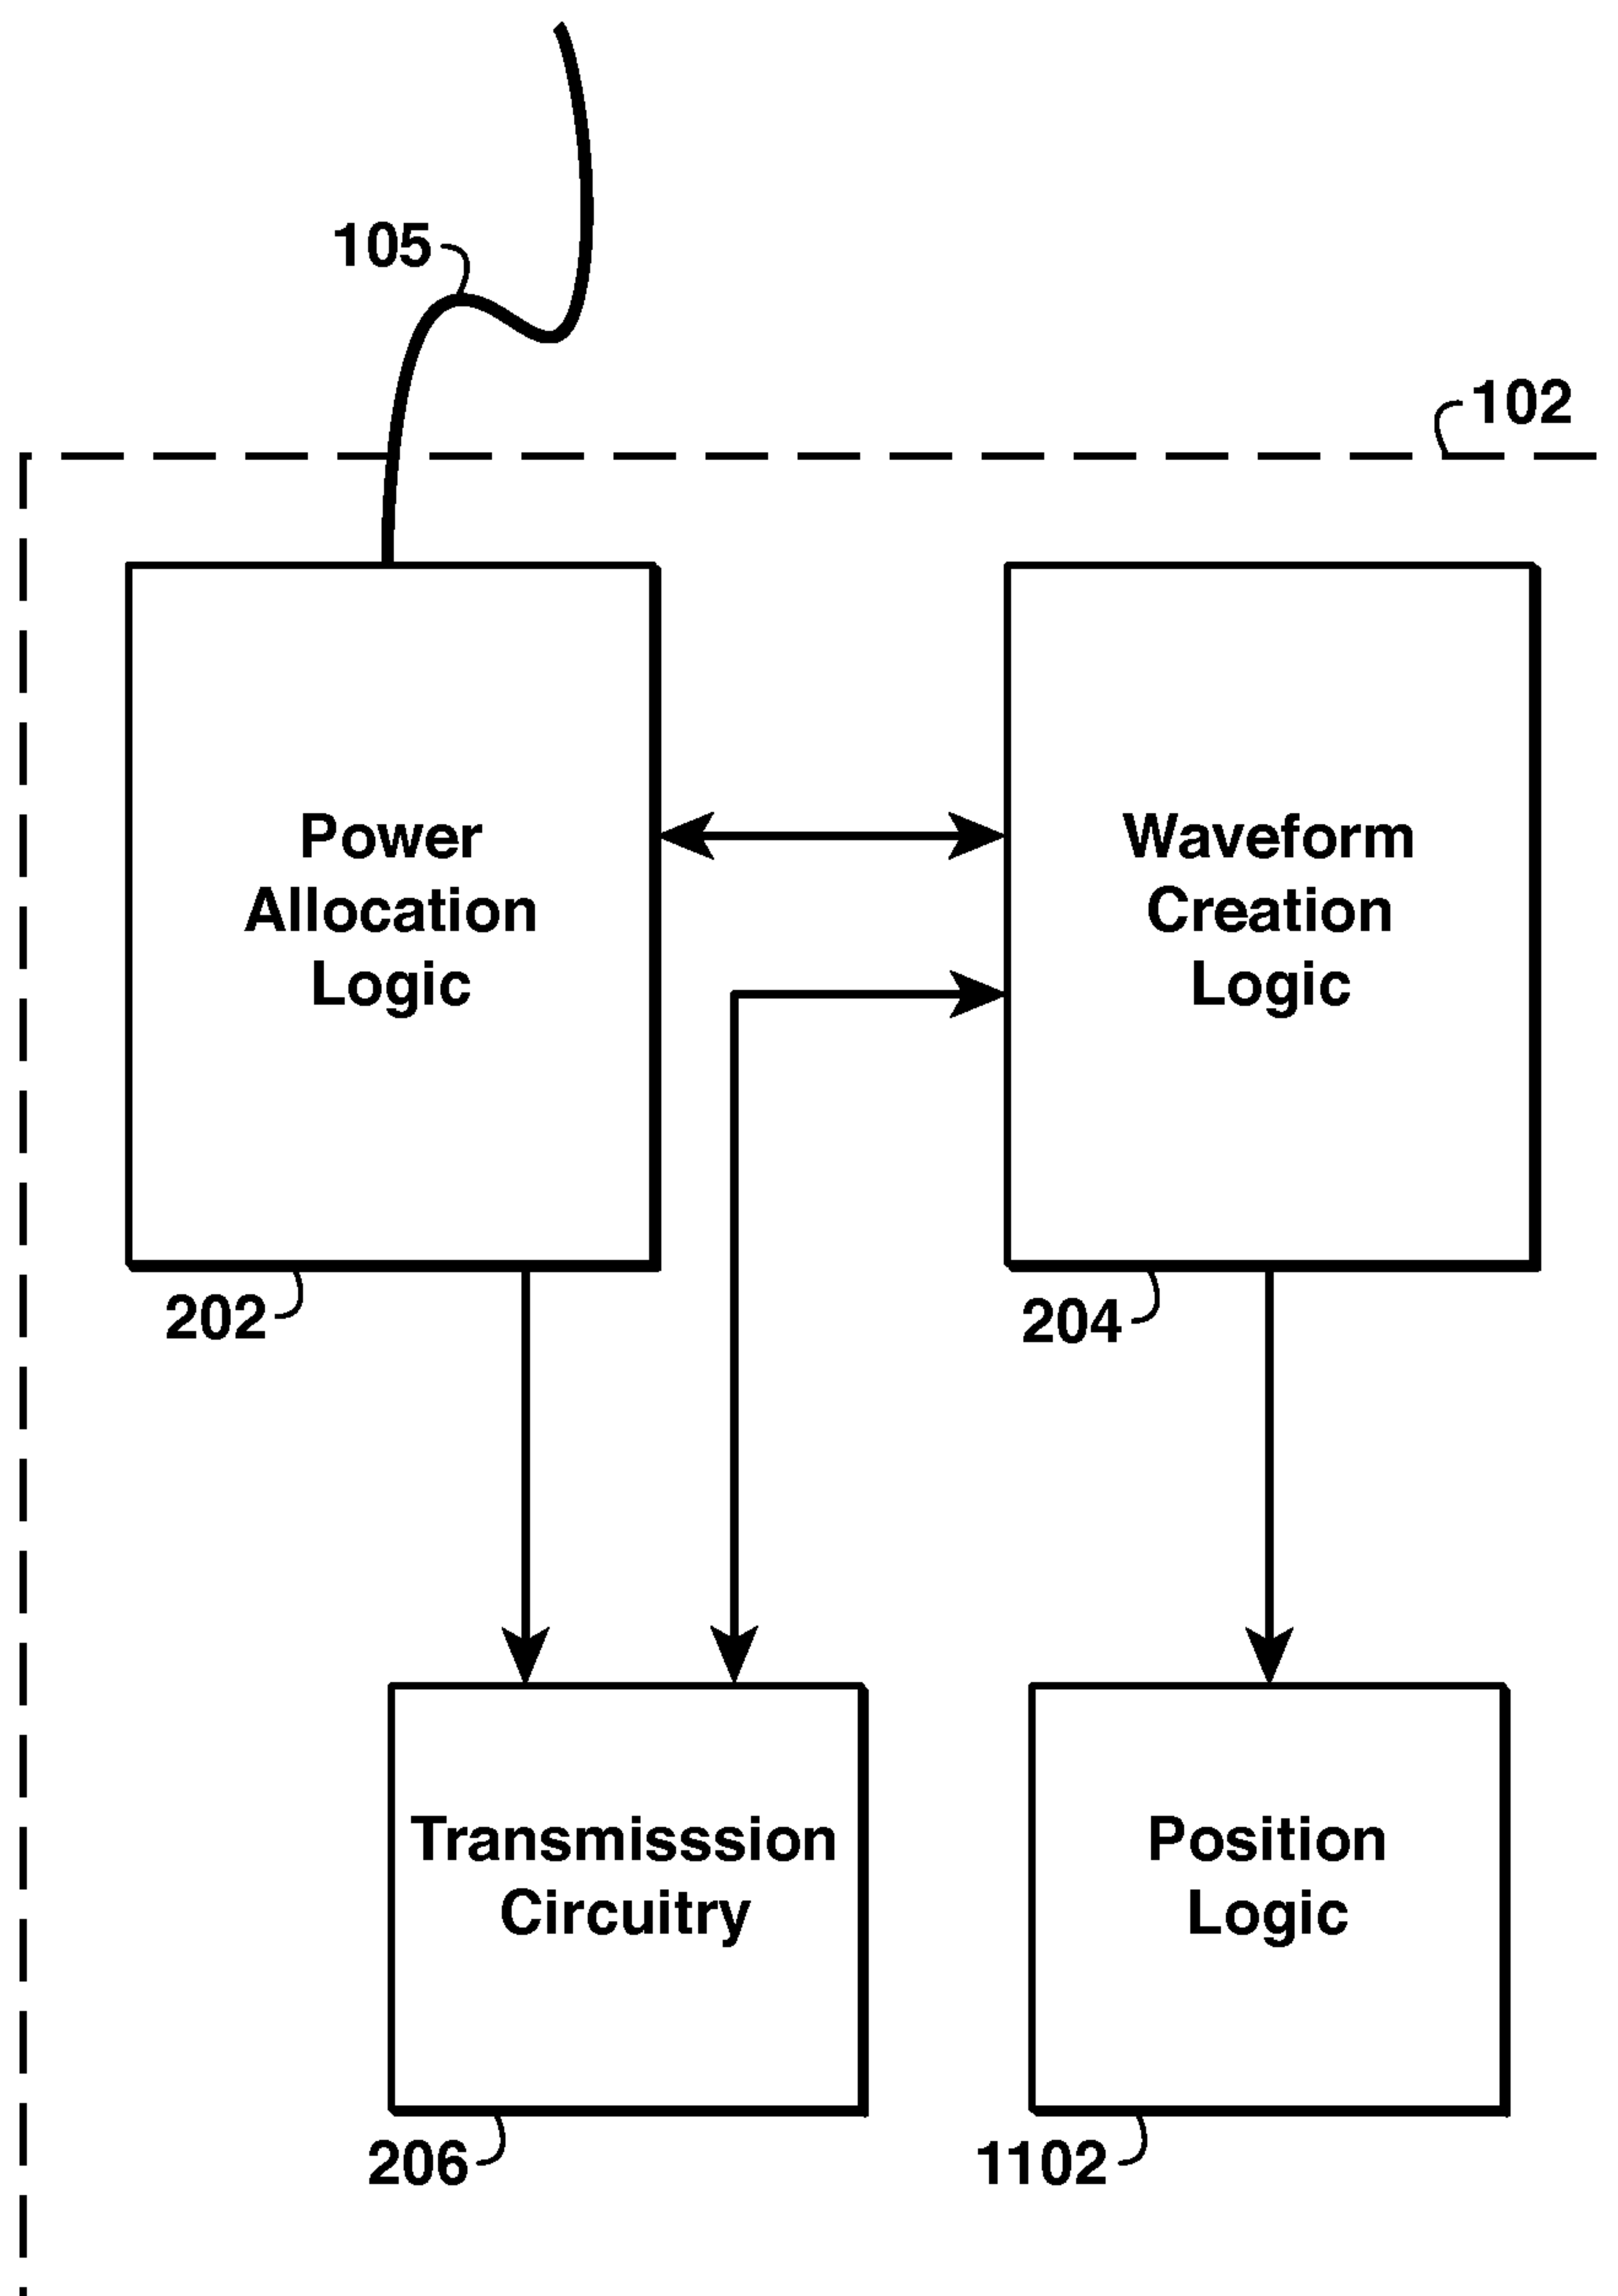 105
102
Power
Allocation
Logic
Waveform
Creation
Logic
202
204
Transmisssion
Circuitry
Position
Logic
206
1102